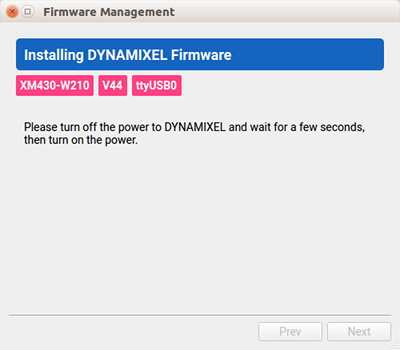 Firmware Management
Installing DYNAMIXEL Firmware
XM430-W210 V44 ttyUSB0
Please turn off the power to DYNAMIXEL and wait for a few seconds,
then turn on the power.
Prev Next